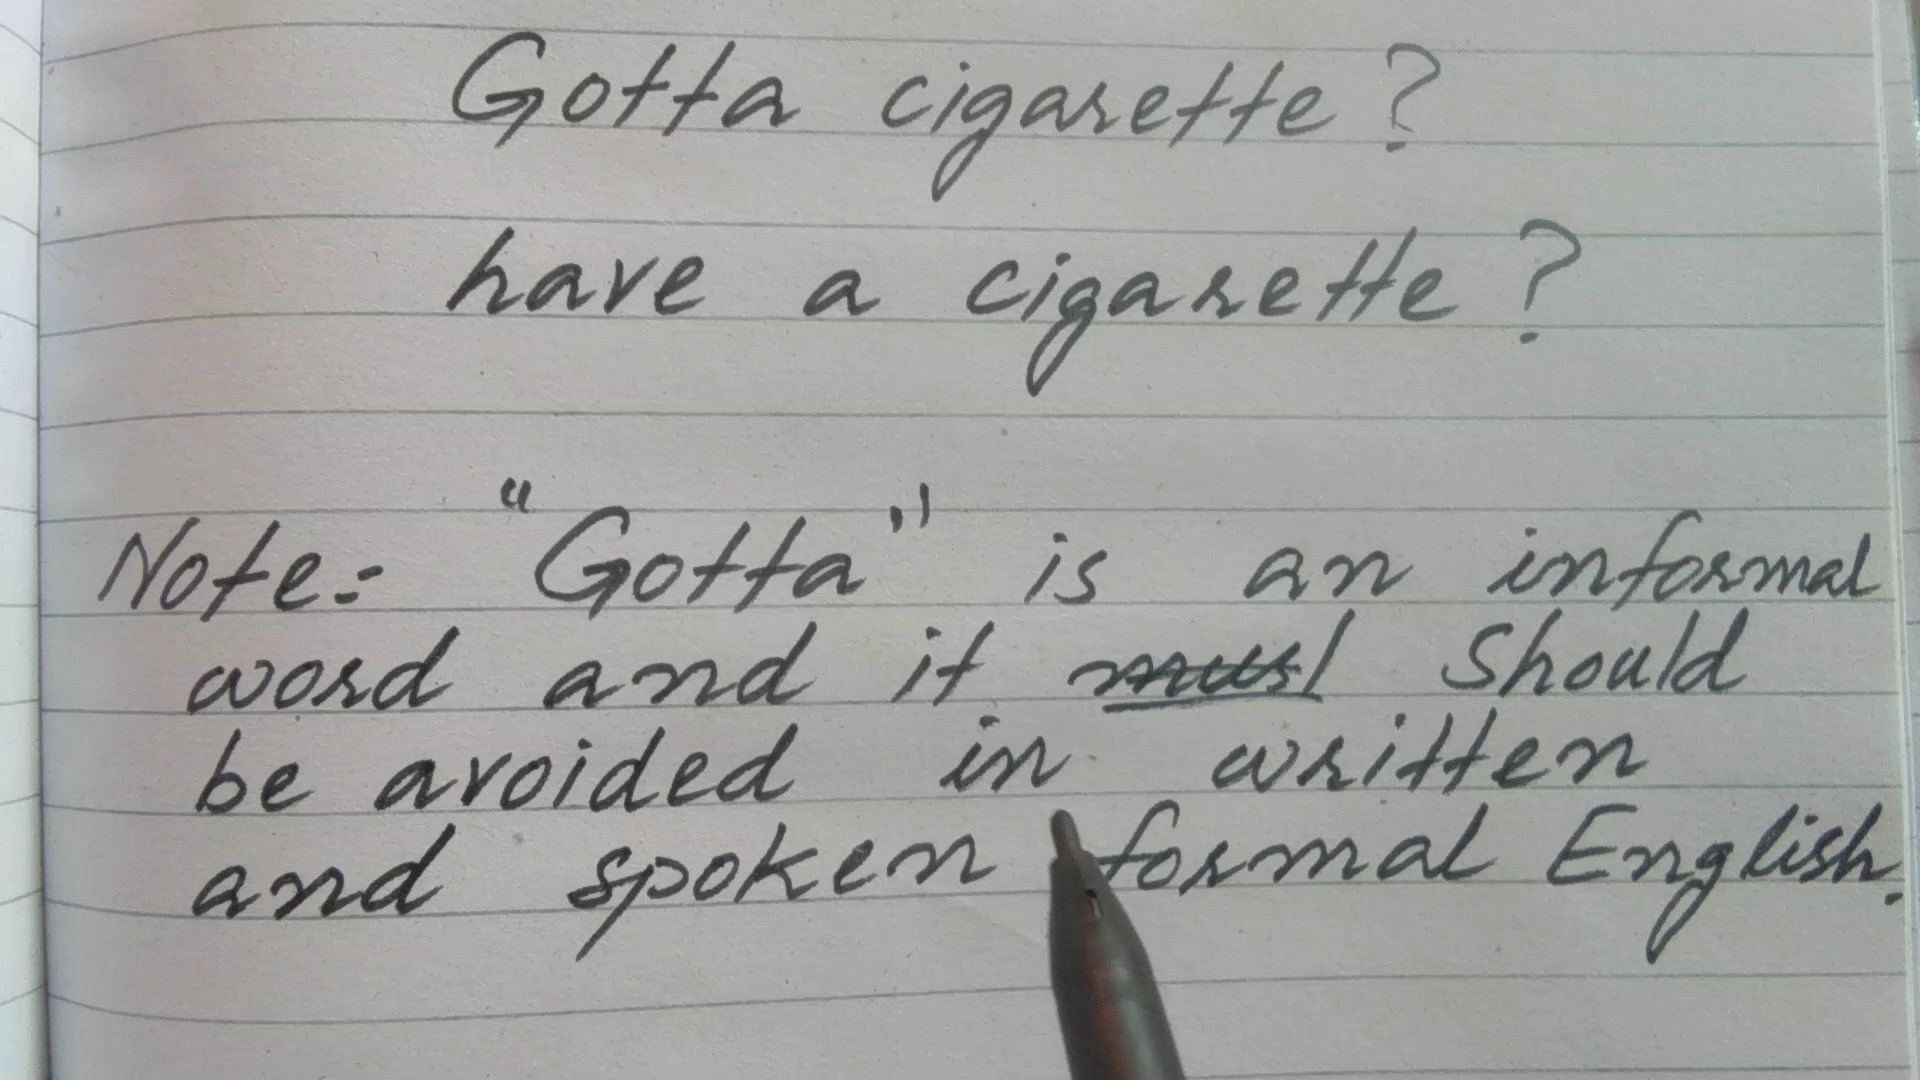 Gotta cigarette?
have a cigarette?
Note:- "Gotta" is an informal
word and it must should
be avoided in written
and spoken formal English.